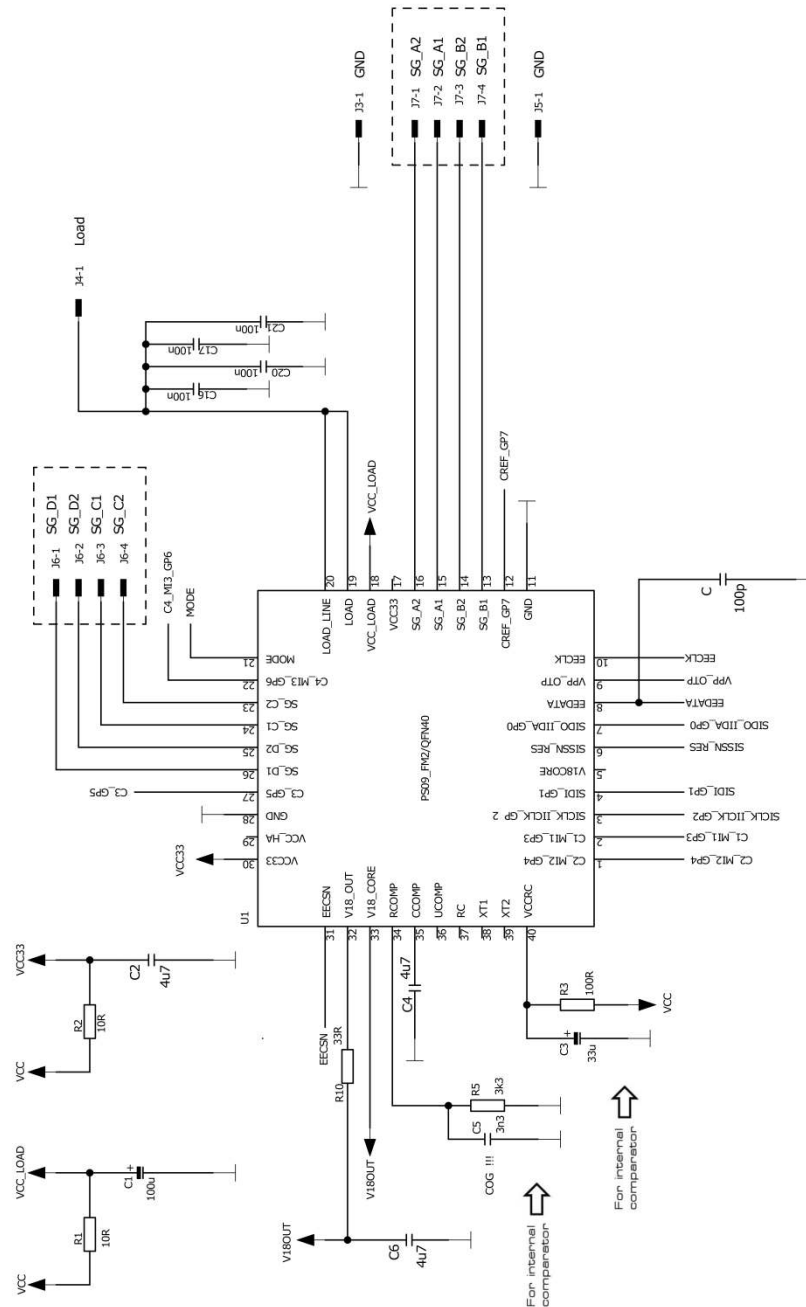 VCC
R1
10R
VCC_LOAD
C1 +
100u
VCC
R2
10R
VCC33
C2
4u7
VCC33
C3_GP5
J6-1 SG_D1
J6-2 SG_D2
J6-3 SG_C1
J6-4 SG_C2
C4_MI3_GP6
MODE
J4-1 Load
C16
100n
C20
100n
C17
100n
C21
100n
30
29
28
27
26
25
24
23
22
21
VCC33
VCC_HA
GND
C3_GP5
SG_D1
SG_D2
SG_C1
SG_C2
C4_MI3_GP6
MODE
U1
PS09_FM2/QFN40
31 EECSN
32 V18_OUT
33 V18_CORE
34 RCOMP
35 CCOMP
36 UCOMP
37 RC
38 XT1
39 XT2
40 VCCRC
LOAD_LINE 20
LOAD 19
VCC_LOAD 18
VCC33 17
SG_A2 16
SG_A1 15
SG_B2 14
SG_B1 13
CREF_GP7 12
GND 11
VCC_LOAD
CREF_GP7
J3-1 GND
J7-1 SG_A2
J7-2 SG_A1
J7-3 SG_B2
J7-4 SG_B1
J5-1 GND
EECSN
R10
33R
V18OUT
V18OUT
C6
4u7
C4
4u7
COG !!!
C5
3n3
R5
3k3
For internal
comparator
C3 +
33u
R3
100R
VCC
For internal
comparator
C2_MI2_GP4
C1_MI1_GP3
SICLK_IICLK_GP_2
SIDI_GP1
V18CORE
SISSN_RES
SIDO_IIDA_GP0
EEDATA
VPP_OTP
EECLK
1
2
3
4
5
6
7
8
9
10
C2_MI2_GP4
C1_MI1_GP3
SICLK_IICLK_GP2
SIDI_GP1
SISSN_RES
SIDO_IIDA_GP0
EEDATA
VPP_OTP
EECLK
C
100p